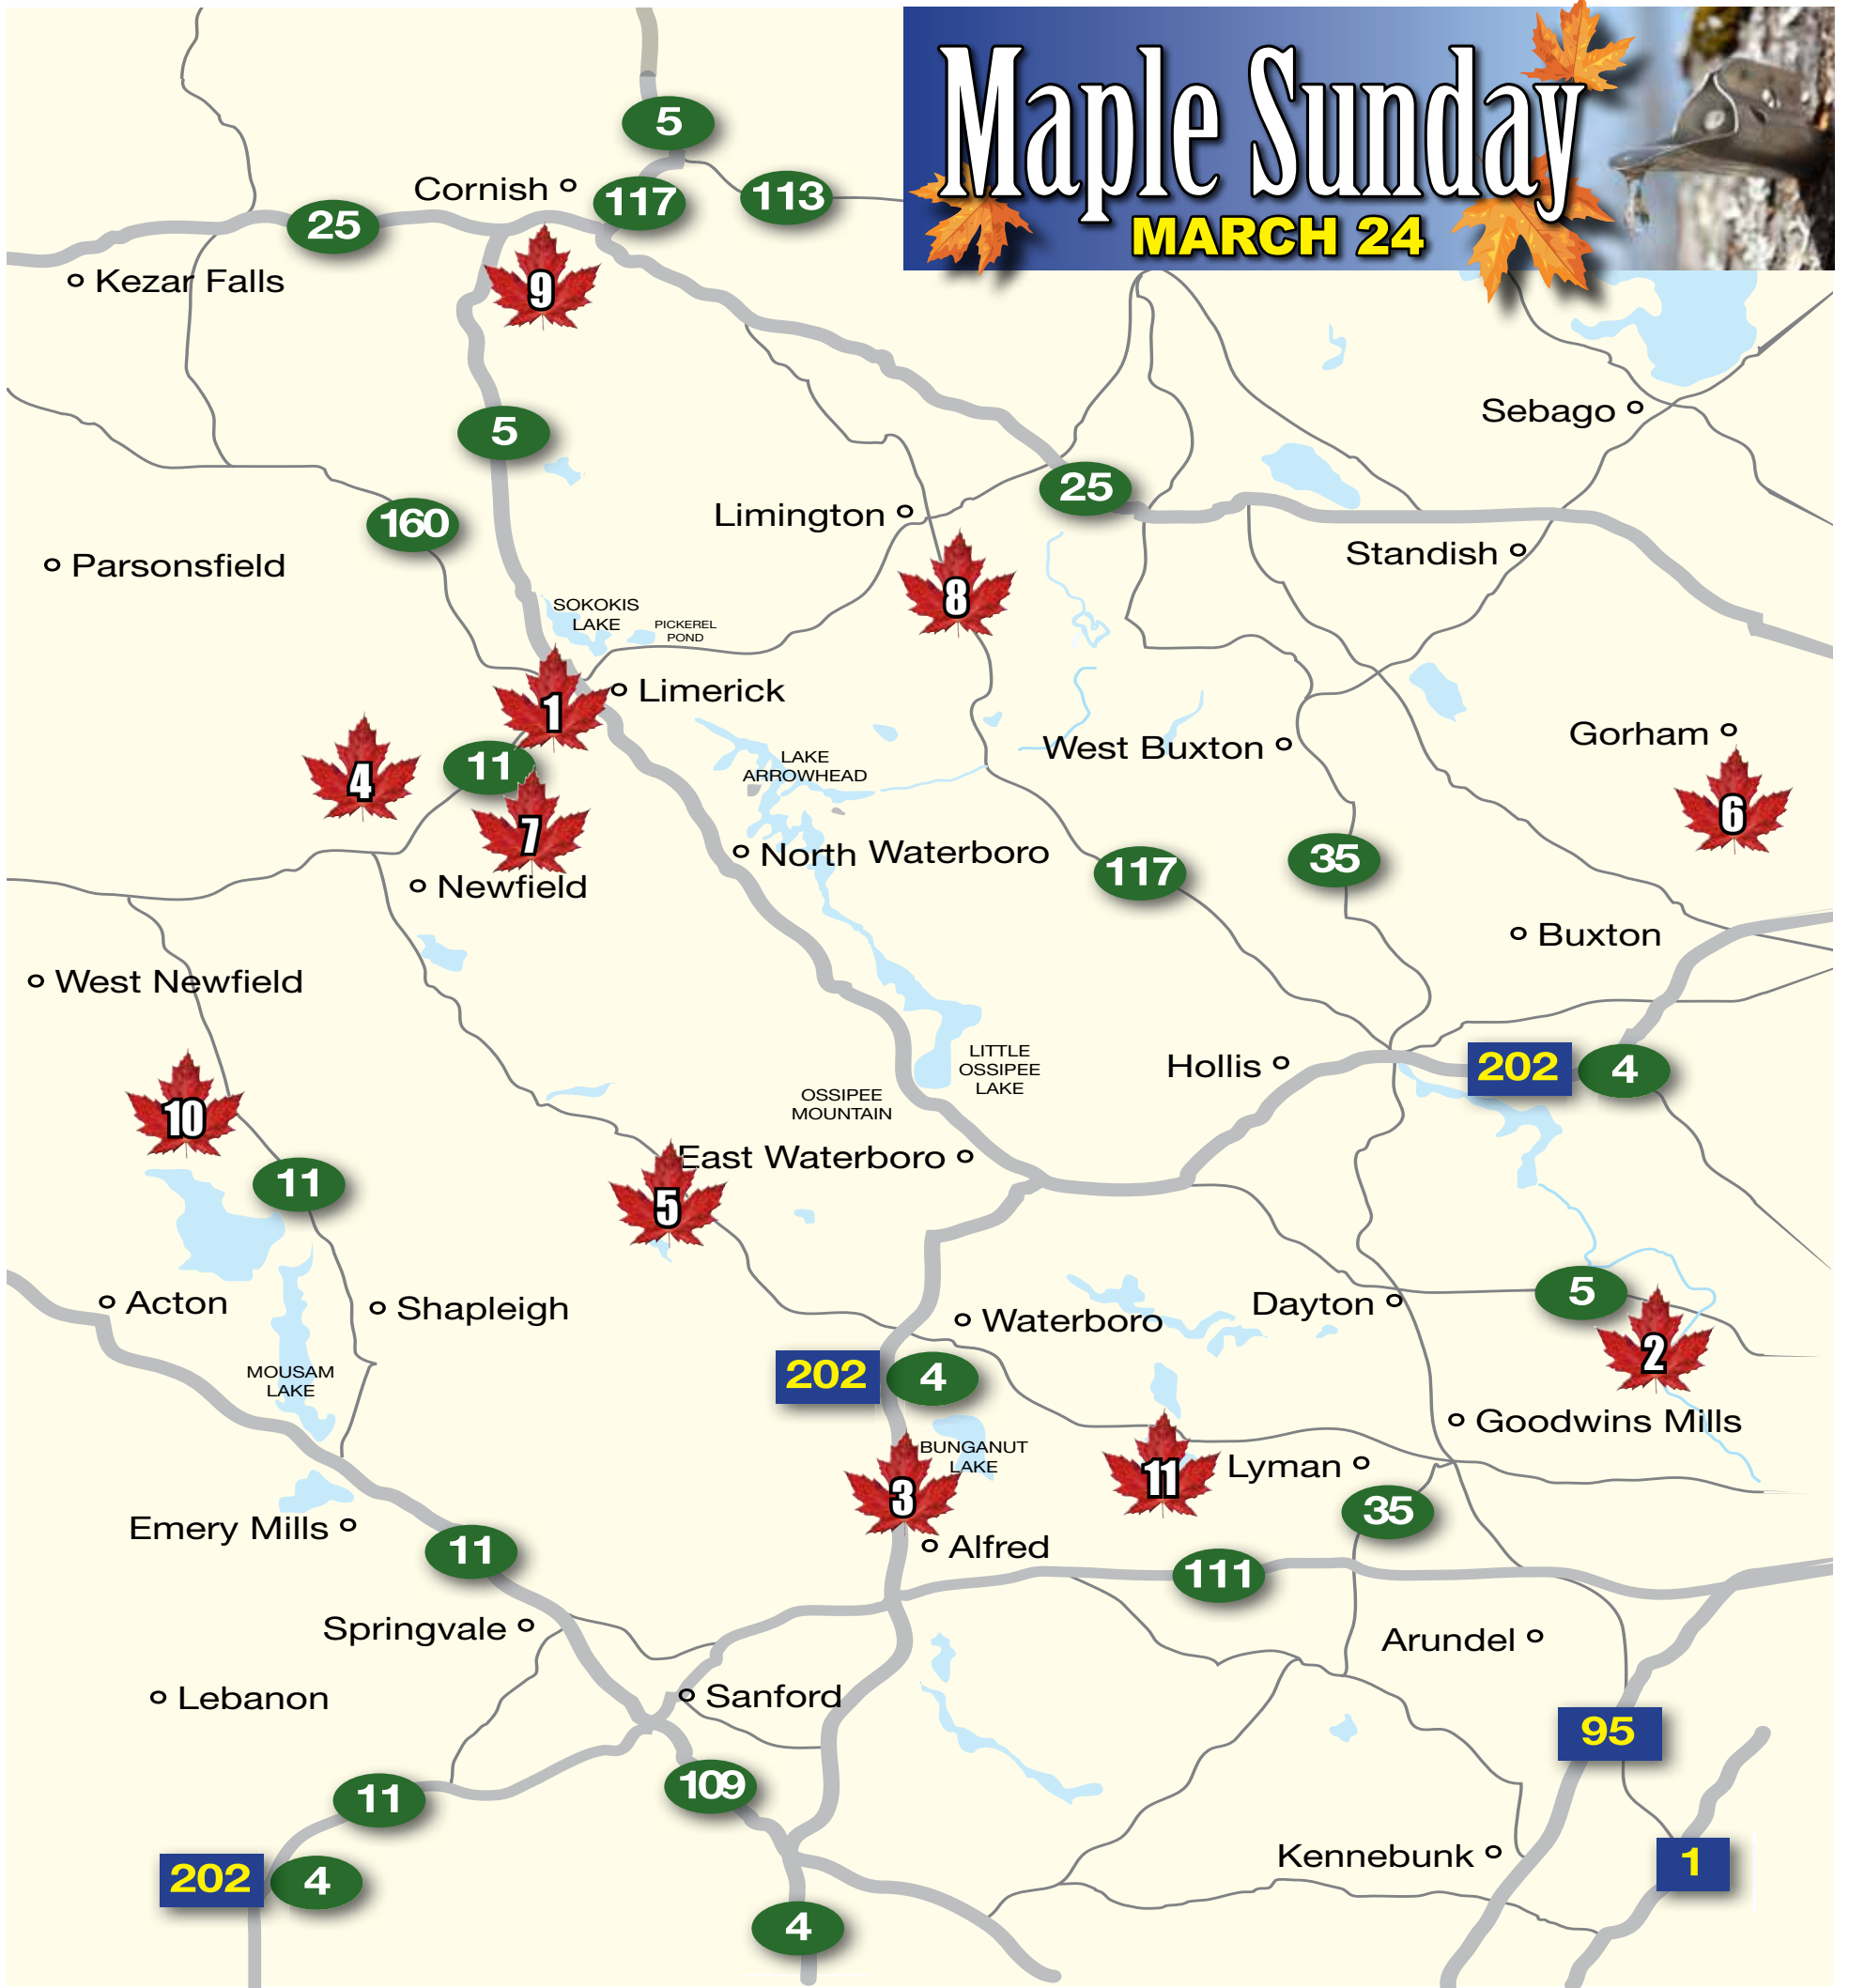 Maple Sunday
MARCH 24
5
Cornish
117
113
25
Kezar Falls
9
5
Sebago
25
Limington
160
Standish
Parsonsfield
8
SOKOKIS
LAKE
PICKEREL
POND
Limerick
1
Gorham
West Buxton
LAKE
ARROWHEAD
11
4
6
7
North Waterboro
35
117
Newfield
Buxton
West Newfield
LITTLE
OSSIPEE
LAKE
Hollis
202
4
OSSIPEE
MOUNTAIN
10
East Waterboro
11
5
5
Acton
Shapleigh
Dayton
Waterboro
2
MOUSAM
LAKE
202
4
Goodwins Mills
BUNGANUT
LAKE
Lyman
11
3
35
Emery Mills
Alfred
11
111
Springvale
Arundel
Lebanon
Sanford
95
109
11
Kennebunk
1
202
4
4